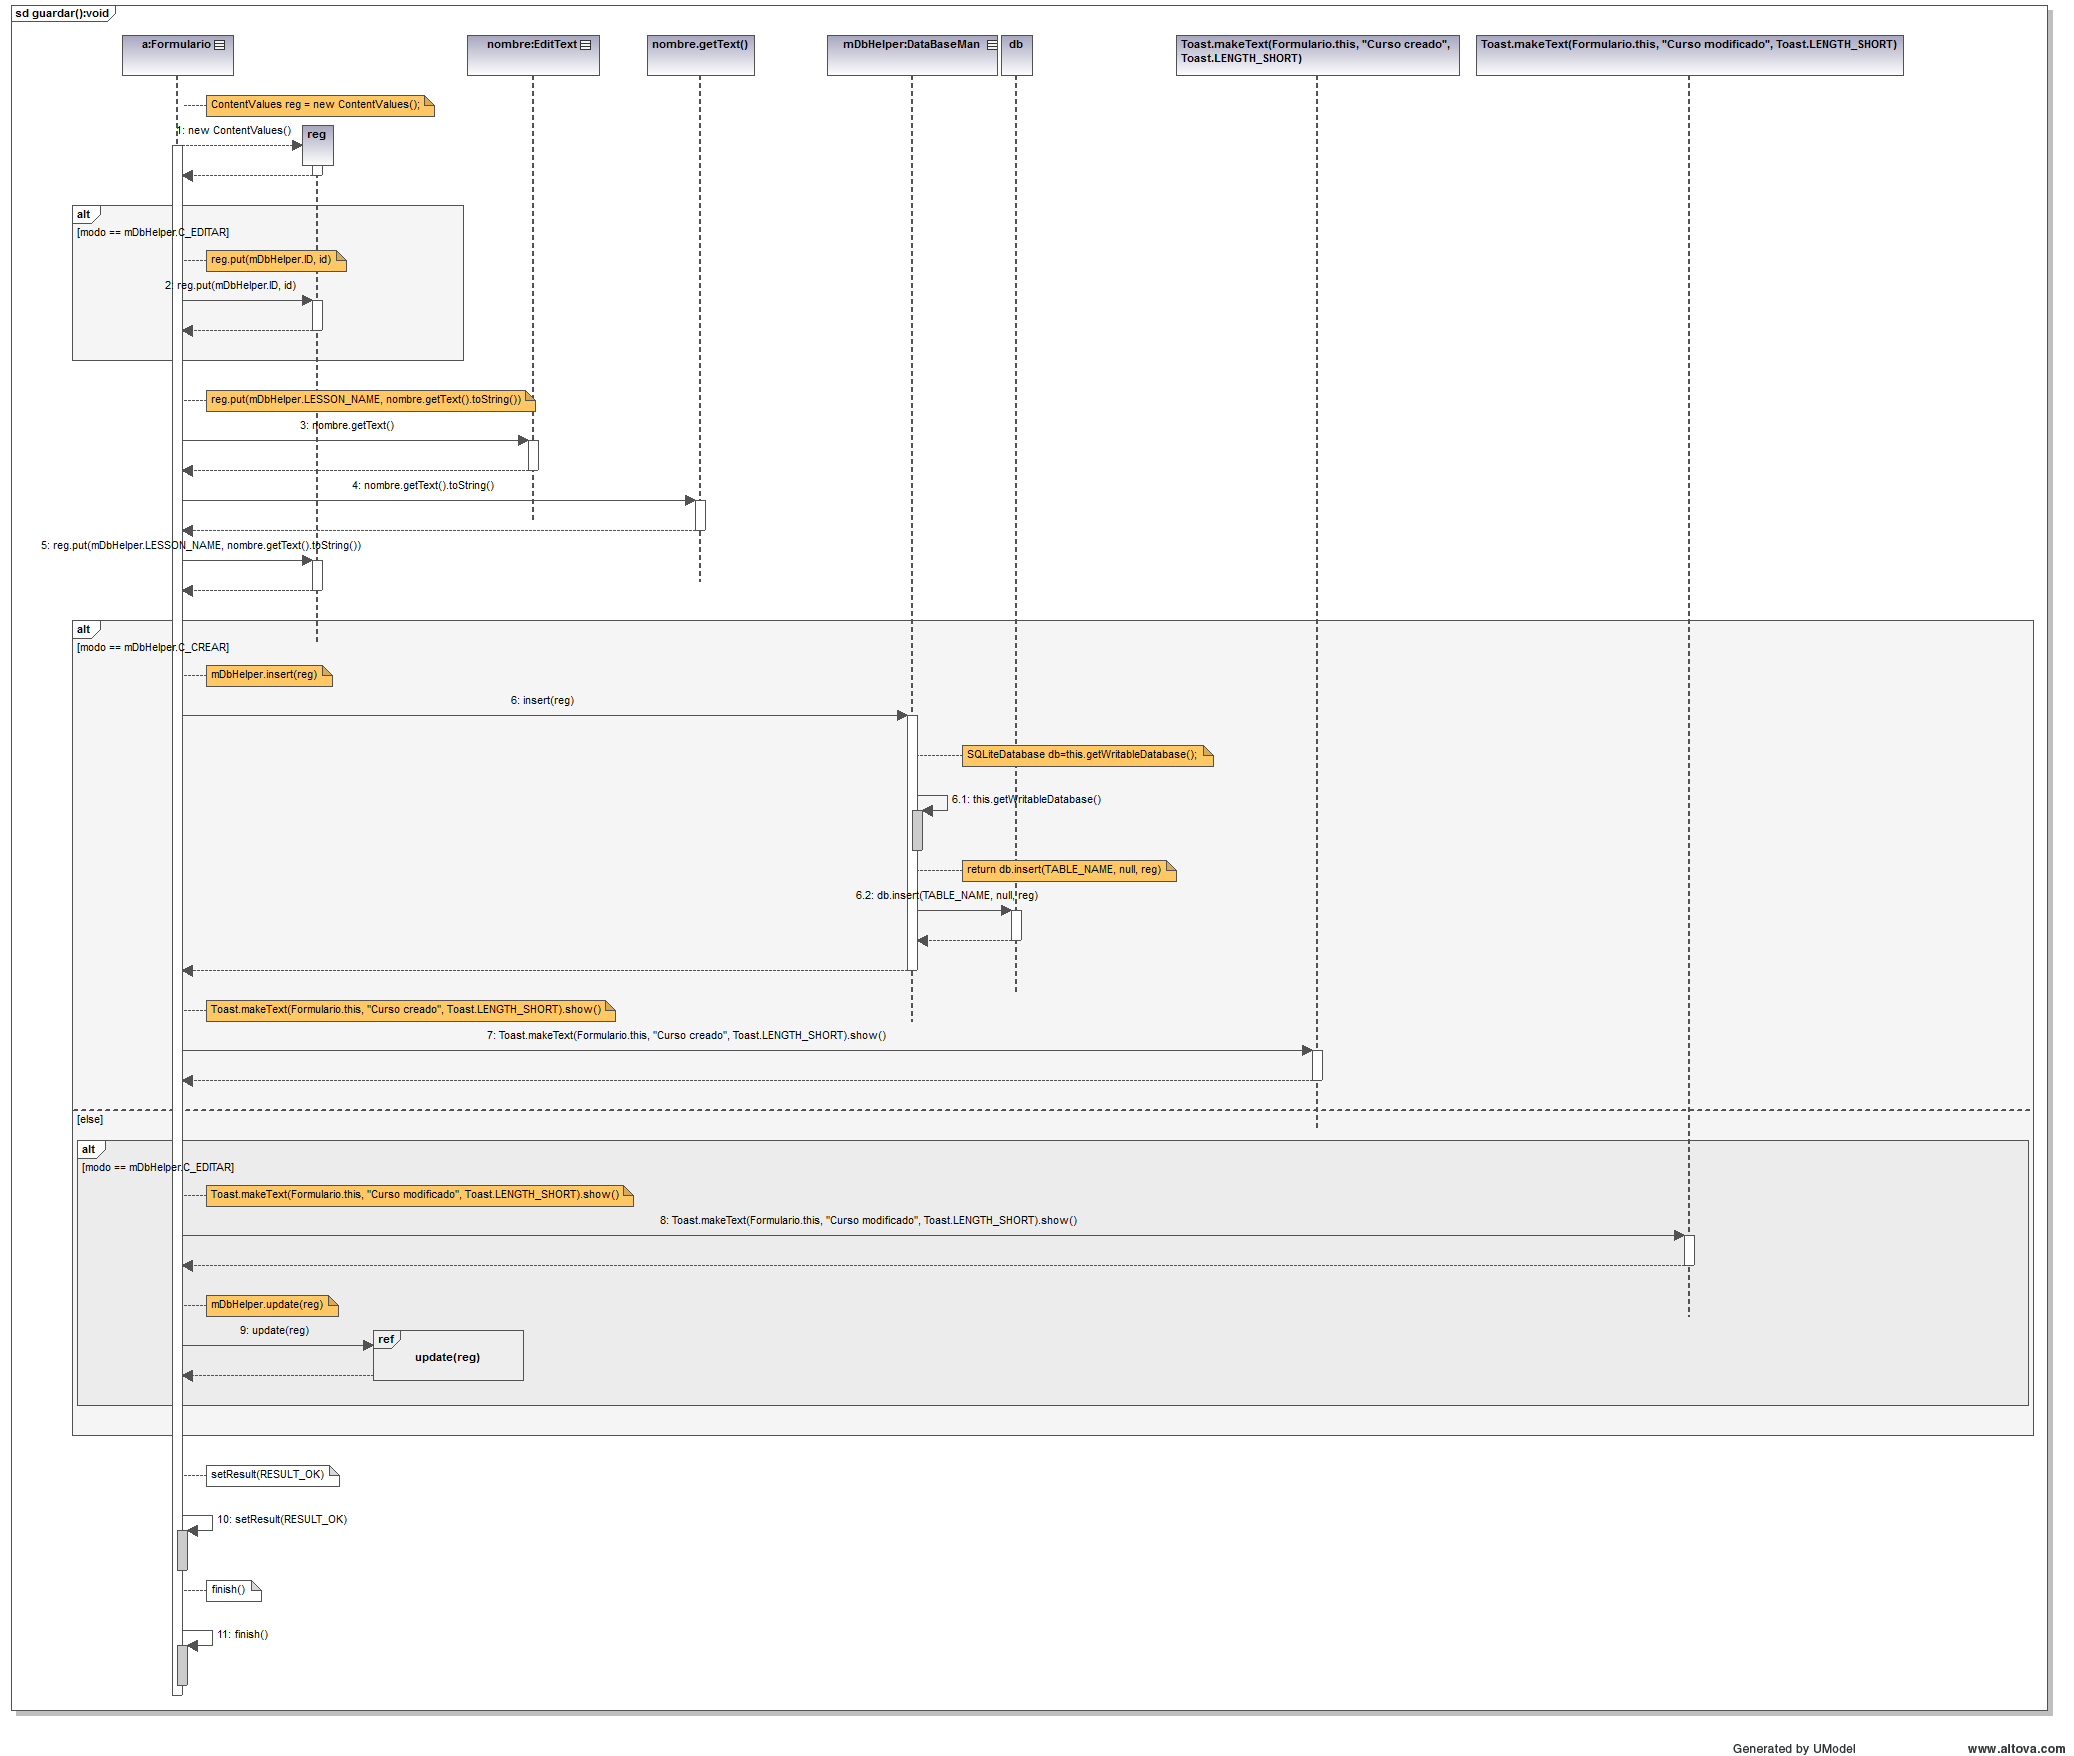 sd guardar():void
a:Formulario
nombre:EditText
nombre.getText()
mDbHelper:DataBaseMan
db
Toast.makeText(Formulario.this, "Curso creado",
Toast.LENGTH_SHORT)
Toast.makeText(Formulario.this, "Curso modificado", Toast.LENGTH_SHORT)
ContentValues reg = new ContentValues();
1: new ContentValues()
reg
alt
[modo == mDbHelper.C_EDITAR]
reg.put(mDbHelper.ID, id)
2: reg.put(mDbHelper.ID, id)
reg.put(mDbHelper.LESSON_NAME, nombre.getText().toString())
3: nombre.getText()
4: nombre.getText().toString()
5: reg.put(mDbHelper.LESSON_NAME, nombre.getText().toString())
alt
[modo == mDbHelper.C_CREAR]
mDbHelper.insert(reg)
6: insert(reg)
SQLiteDatabase db=this.getWritableDatabase();
6.1: this.getWritableDatabase()
return db.insert(TABLE_NAME, null, reg)
6.2: db.insert(TABLE_NAME, null, reg)
Toast.makeText(Formulario.this, "Curso creado", Toast.LENGTH_SHORT).show()
7: Toast.makeText(Formulario.this, "Curso creado", Toast.LENGTH_SHORT).show()
[else]
alt
[modo == mDbHelper.C_EDITAR]
Toast.makeText(Formulario.this, "Curso modificado", Toast.LENGTH_SHORT).show()
8: Toast.makeText(Formulario.this, "Curso modificado", Toast.LENGTH_SHORT).show()
mDbHelper.update(reg)
9: update(reg)
ref
update(reg)
setResult(RESULT_OK)
10: setResult(RESULT_OK)
finish()
11: finish()
Generated by UModel
www.altova.com